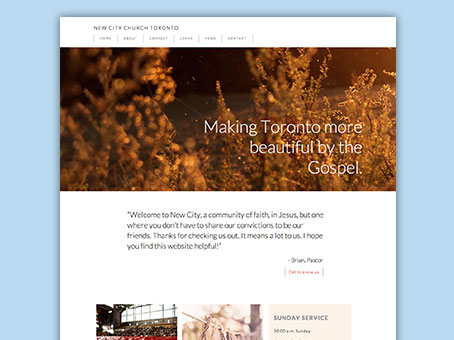 NEW CITY CHURCH TORONTO
HOME ABOUT CONNECT LEARN NEWS CONTACT
Making Toronto more
beautiful by the
Gospel.
"Welcome to New City, a community of faith, in Jesus, but one
where you don't have to share our convictions to be our
friends. Thanks for checking us out. It means a lot to us. I hope
you find this website helpful!"
- Brian, Pastor
Get to know us
SUNDAY SERVICE
10:00 a.m. Sunday